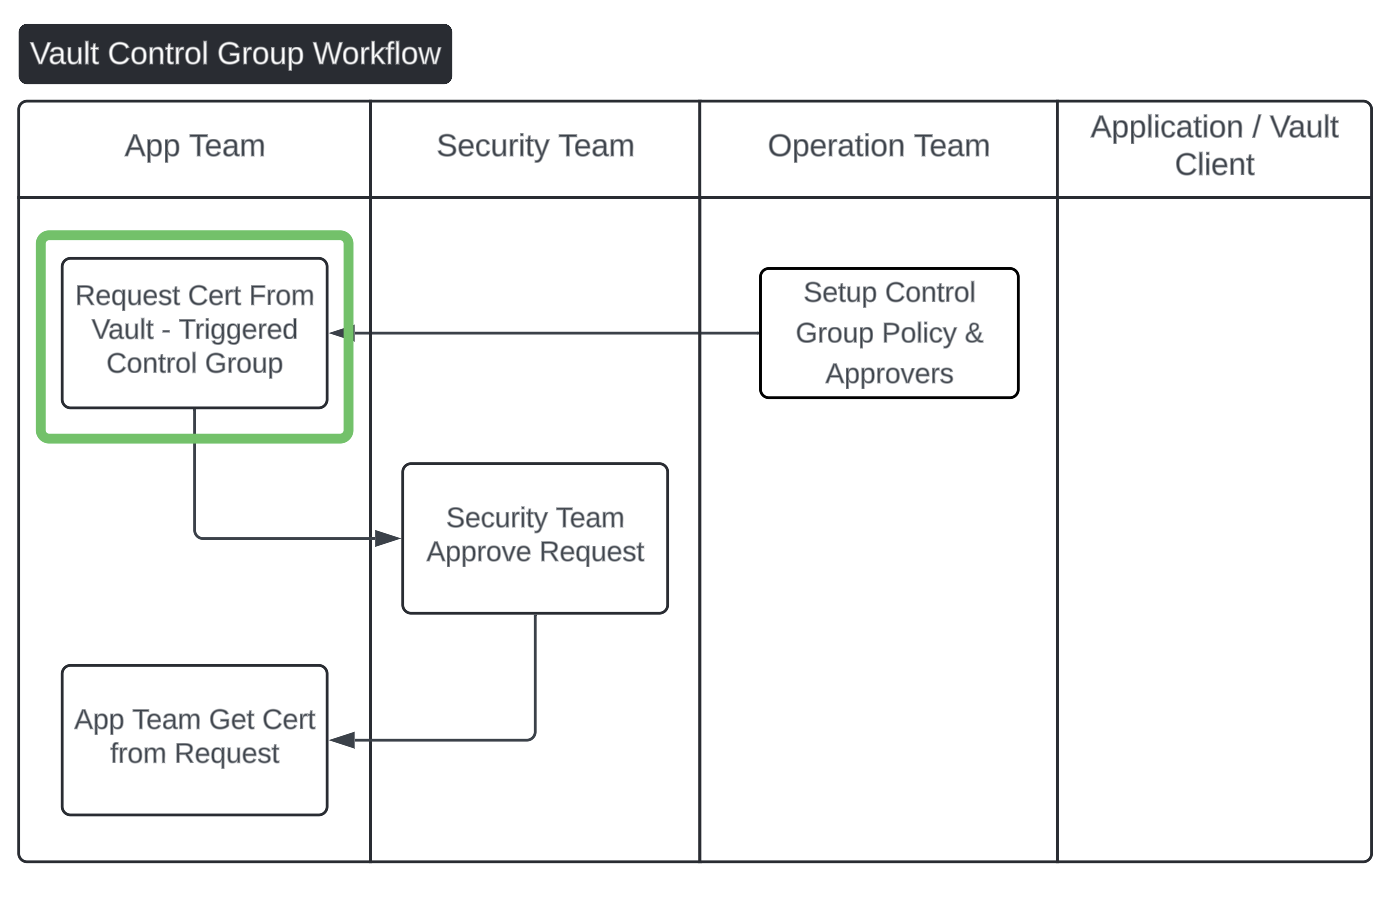 Vault Control Group Workflow
App Team
Security Team
Operation Team
Application / Vault
Client
Request Cert From
Vault - Triggered
Control Group
Setup Control
Group Policy &
Approvers
Security Team
Approve Request
App Team Get Cert
from Request